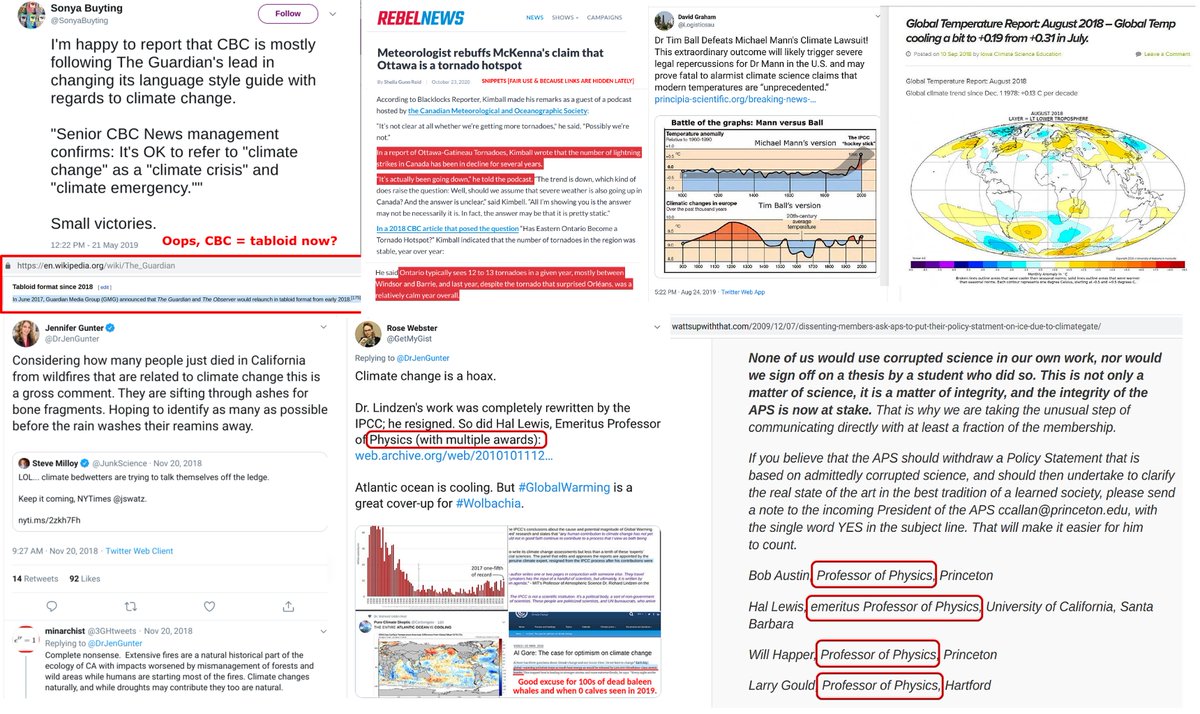 Sonya Buyting
@SonyaBuyting
Follow
I'm happy to report that CBC is mostly
following The Guardian's lead in
changing its language style guide with
regards to climate change.
"Senior CBC News management
confirms: It's OK to refer to "climate
change" as a "climate crisis" and
"climate emergency.""
Small victories.
12:22 PM - 21 May 2019
Oops, CBC = tabloid now?
https://en.wikipedia.org/wiki/The_Guardian
Tabloid format since 2018 [edit]
In June 2017, Guardian Media Group (GMG) announced that The Guardian and The Observer would relaunch in tabloid format from early 2018.
REBELNEWS
NEWS SHOWS CAMPAIGNS
Meteorologist rebuffs McKenna's claim that
Ottawa is a tornado hotspot
SNIPPETS [FAIR USE & BECAUSE LINKS ARE HIDDEN LATELY]
By Sheila Gunn Reid October 23, 2020
According to Blacklocks Reporter, Kimball made his remarks as a guest of a podcast
hosted by the Canadian Meteorological and Oceanographic Society:
"It's not clear at all whether we're getting more tornadoes," he said, "Possibly we're
not."
In a report of Ottawa-Gatineau Tornadoes, Kimball wrote that the number of lightning
strikes in Canada has been in decline for several years.
"It's actually been going down," he told the podcast. "The trend is down, which kind of
does raise the question: Well, should we assume that severe weather is also going up in
Canada? And the answer is unclear," said Kimball. "All I'm showing you is the answer
may not be necessarily it is. In fact, the answer may be that it is pretty static."
In a 2018 CBC article that posed the question "Has Eastern Ontario Become a
Tornado Hotspot?" Kimball indicated that the number of tornadoes in the region was
stable, year over year:
He said Ontario typically sees 12 to 13 tornadoes in a given year, mostly between
Windsor and Barrie, and last year, despite the tornado that surprised Orléans, was a
relatively calm year overall.
David Graham
@Logisticsau
Dr Tim Ball Defeats Michael Mann's Climate Lawsuit!
This extraordinary outcome will likely trigger severe
legal repercussions for Dr Mann in the U.S. and may
prove fatal to alarmist climate science claims that
modern temperatures are "unprecedented."
principia-scientific.org/breaking-news-...
Battle of the graphs: Mann versus Ball
Temperature anomaly
Relative to 1960-1990
Michael Mann's version
The IPCC
"hockey stick"
1000 1200 1400 1600 1800 2000
Climatic changes in Europe
Over the past thousand years
Tim Ball's version
20th-century
average
temperature
900 1000 1100 1200 1300 1400 1500 1600 1700 1800 1900 2000
5:22 PM · Aug 24, 2019 · Twitter Web App
Global Temperature Report: August 2018 – Global Temp
cooling a bit to +0.19 from +0.31 in July.
Posted on 10 Sep 2018 by Iowa Climate Science Education
Leave a Comment
Global Temperature Report: August 2018
Global climate trend since Dec. 1 1978: +0.13 C per decade
AUGUST 2018
LAYER = LT LOWER TROPOSPHERE
Jennifer Gunter
@DrJenGunter
Considering how many people just died in California
from wildfires that are related to climate change this is
a gross comment. They are sifting through ashes for
bone fragments. Hoping to identify as many as possible
before the rain washes their reamins away.
Steve Milloy @JunkScience · Nov 20, 2018
LOL... climate bedwetters are trying to talk themselves off the ledge.
Keep it coming, NYTimes @jswatz.
nyti.ms/2zkh7Fh
9:27 AM · Nov 20, 2018 · Twitter Web Client
14 Retweets 92 Likes
minarchist @3GHtweets · Nov 20, 2018
Replying to @DrJenGunter
Complete nonsense. Extensive fires are a natural historical part of the
ecology of CA with impacts worsened by mismanagement of forests and
wild areas while humans are starting most of the fires. Climate changes
naturally, and while droughts may contribute they too are natural.
Rose Webster
@GetMyGist
Replying to @DrJenGunter
Climate change is a hoax.
Dr. Lindzen's work was completely rewritten by the
IPCC; he resigned. So did Hal Lewis, Emeritus Professor
of Physics (with multiple awards):
web.archive.org/web/2010101112...
Atlantic ocean is cooling. But #GlobalWarming is a
great cover-up for #Wolbachia.
2017 one-fifth
of record
THE ENTIRE ATLANTIC OCEAN IS COOLING
Al Gore: The case for optimism on climate change
Good excuse for 100s of dead baleen
whales and when 0 calves seen in 2019.
wattsupwiththat.com/2009/12/07/dissenting-members-ask-aps-to-put-their-policy-statment-on-ice-due-to-climategate/
None of us would use corrupted science in our own work, nor would
we sign off on a thesis by a student who did so. This is not only a
matter of science, it is a matter of integrity, and the integrity of the
APS is now at stake. That is why we are taking the unusual step of
communicating directly with at least a fraction of the membership.
If you believe that the APS should withdraw a Policy Statement that is
based on admittedly corrupted science, and should then undertake to clarify
the real state of the art in the best tradition of a learned society, please send
a note to the incoming President of the APS ccallan@princeton.edu, with
the single word YES in the subject line. That will make it easier for him
to count.
Bob Austin, Professor of Physics, Princeton
Hal Lewis, emeritus Professor of Physics, University of California, Santa
Barbara
Will Happer, Professor of Physics, Princeton
Larry Gould, Professor of Physics, Hartford